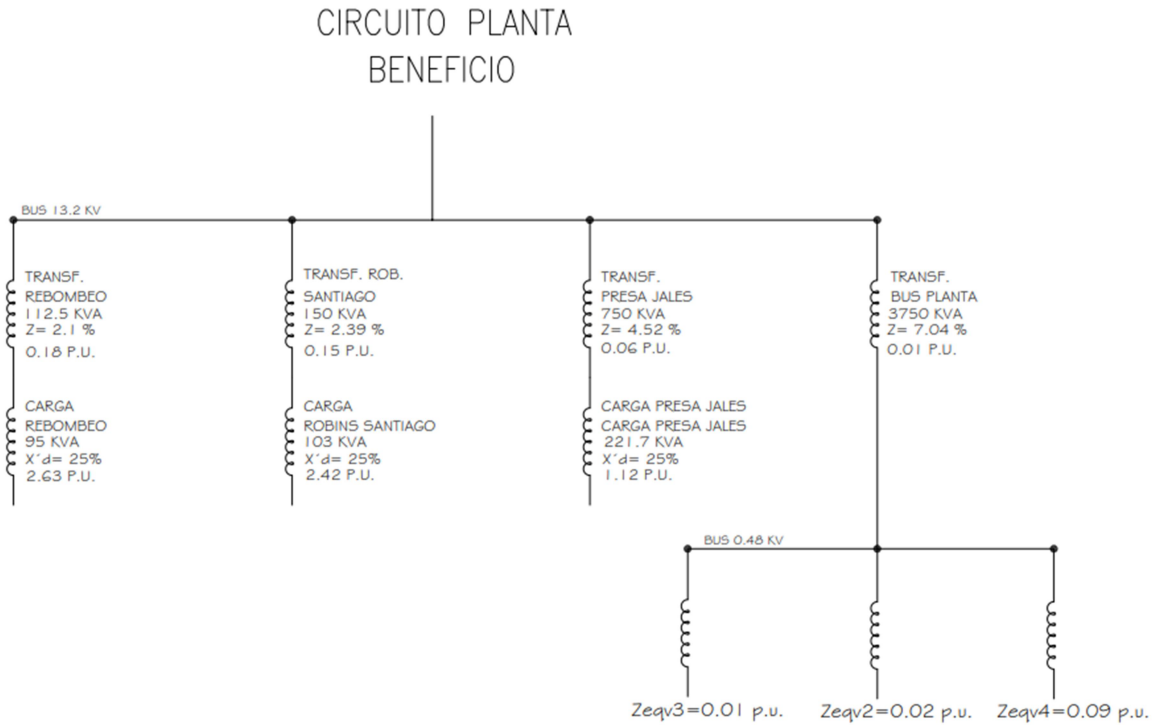 CIRCUITO PLANTA
BENEFICIO
BUS 13.2 KV
TRANSF.
REBOMBEO
112.5 KVA
Z= 2.1 %
0.18 P.U.
TRANSF. ROB.
SANTIAGO
150 KVA
Z= 2.39 %
0.15 P.U.
TRANSF.
PRESA JALES
750 KVA
Z= 4.52 %
0.06 P.U.
TRANSF.
BUS PLANTA
3750 KVA
Z= 7.04 %
0.01 P.U.
CARGA
REBOMBEO
95 KVA
X´d= 25%
2.63 P.U.
CARGA
ROBINS SANTIAGO
103 KVA
X´d= 25%
2.42 P.U.
CARGA PRESA JALES
CARGA PRESA JALES
221.7 KVA
X´d= 25%
1.12 P.U.
BUS 0.48 KV
Zeqv3=0.01 p.u.
Zeqv2=0.02 p.u.
Zeqv4=0.09 p.u.